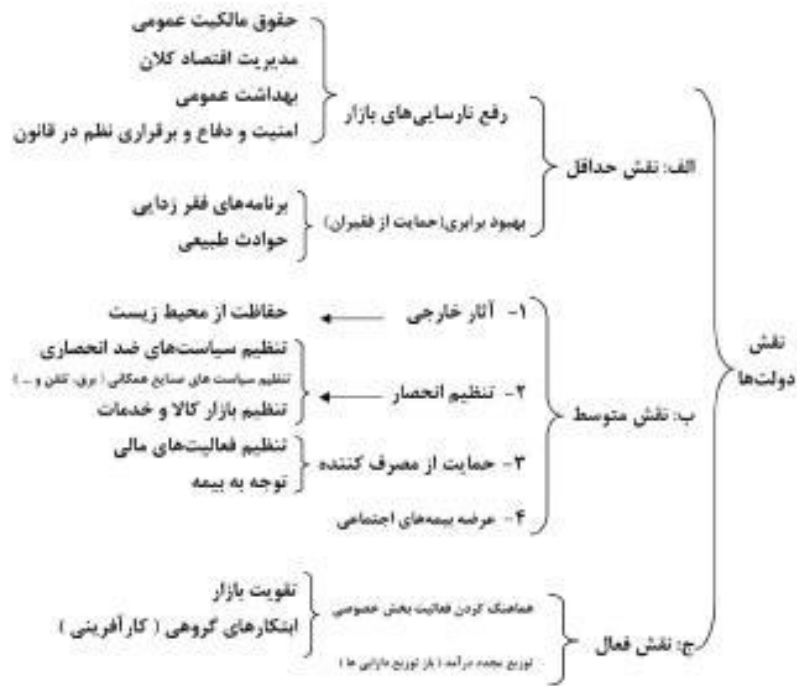 نقش
دولت‌ها
الف: نقش حداقل
رفع نارسایی‌های بازار
حقوق مالکیت عمومی
مدیریت اقتصاد کلان
بهداشت عمومی
امنیت و دفاع و برقراری نظم در قانون
بهبود برابری(حمایت از فقیران)
برنامه‌های فقر زدایی
حوادث طبیعی
ب: نقش متوسط
۱- آثار خارجی
حفاظت از محیط زیست
۲- تنظیم انحصار
تنظیم سیاست‌های ضد انحصاری
تنظیم سیاست های صنایع همگانی ( برق، تلفن و ... )
تنظیم بازار کالا و خدمات
۳- حمایت از مصرف کننده
تنظیم فعالیت‌های مالی
توجه به بیمه
۴- عرضه بیمه‌های اجتماعی
ج: نقش فعال
هماهنگ کردن فعالیت بخش خصوصی
تقویت بازار
ابتکارهای گروهی ( کارآفرینی )
توزیع مجدد درآمد ( باز توزیع دارایی ها )